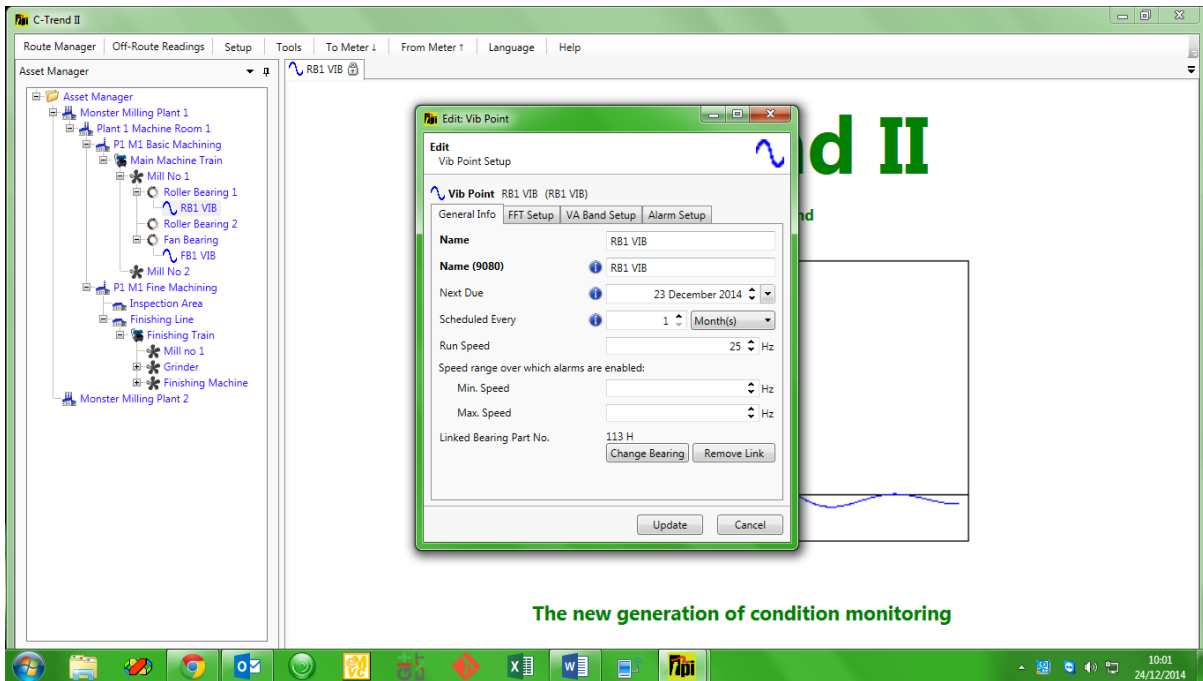 C-Trend II
Route Manager Off-Route Readings Setup Tools To Meter ↓ From Meter ↑ Language Help
Asset Manager
RB1 VIB
Asset Manager
Monster Milling Plant 1
Plant 1 Machine Room 1
P1 M1 Basic Machining
Main Machine Train
Mill No 1
Roller Bearing 1
RB1 VIB
Roller Bearing 2
Fan Bearing
FB1 VIB
Mill No 2
P1 M1 Fine Machining
Inspection Area
Finishing Line
Finishing Train
Mill no 1
Grinder
Finishing Machine
Monster Milling Plant 2
d II
nd
Edit: Vib Point
Edit
Vib Point Setup
Vib Point RB1 VIB (RB1 VIB)
General Info FFT Setup VA Band Setup Alarm Setup
Name RB1 VIB
Name (9080) RB1 VIB
Next Due 23 December 2014
Scheduled Every 1 Month(s)
Run Speed 25 Hz
Speed range over which alarms are enabled:
Min. Speed Hz
Max. Speed Hz
Linked Bearing Part No. 113 H
Change Bearing Remove Link
Update Cancel
The new generation of condition monitoring
10:01
24/12/2014